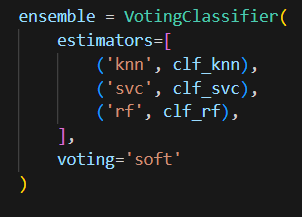 ensemble = VotingClassifier(
    estimators=[
        ('knn', clf_knn),
        ('svc', clf_svc),
        ('rf', clf_rf),
    ],
    voting='soft'
)